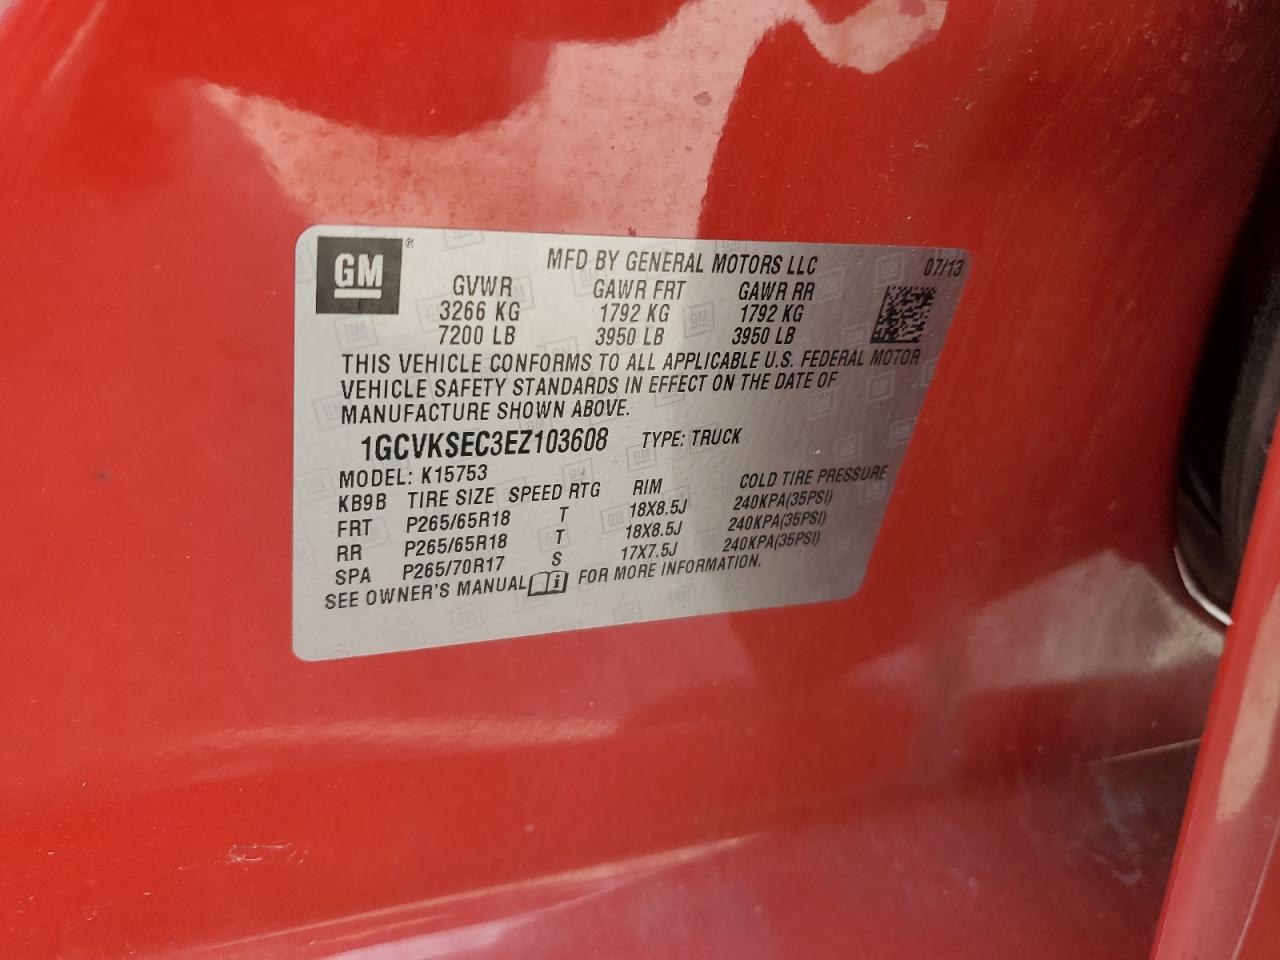 GM ®
MFD BY GENERAL MOTORS LLC 07/13
GVWR GAWR FRT GAWR RR
3266 KG 1792 KG 1792 KG
7200 LB 3950 LB 3950 LB
THIS VEHICLE CONFORMS TO ALL APPLICABLE U.S. FEDERAL MOTOR
VEHICLE SAFETY STANDARDS IN EFFECT ON THE DATE OF
MANUFACTURE SHOWN ABOVE.
1GCVKSEC3EZ103608 TYPE: TRUCK
MODEL: K15753
KB9B TIRE SIZE SPEED RTG RIM COLD TIRE PRESSURE
FRT P265/65R18 T 18X8.5J 240KPA(35PSI)
RR P265/65R18 T 18X8.5J 240KPA(35PSI)
SPA P265/70R17 S 17X7.5J 240KPA(35PSI)
SEE OWNER'S MANUAL i FOR MORE INFORMATION.